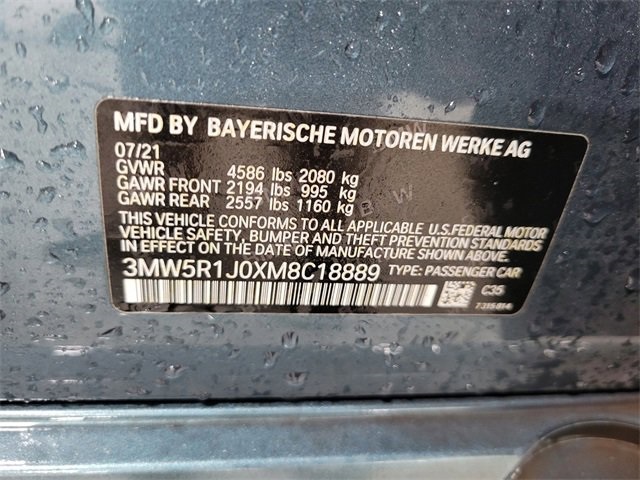 MFD BY BAYERISCHE MOTOREN WERKE AG
07/21
GVWR 4586 lbs 2080 kg
GAWR FRONT 2194 lbs 995 kg
GAWR REAR 2557 lbs 1160 kg
THIS VEHICLE CONFORMS TO ALL APPLICABLE U.S.FEDERAL MOTOR
VEHICLE SAFETY, BUMPER AND THEFT PREVENTION STANDARDS
IN EFFECT ON THE DATE OF MANUFACTURE SHOWN ABOVE.
3MW5R1J0XM8C18889 TYPE: PASSENGER CAR
C35